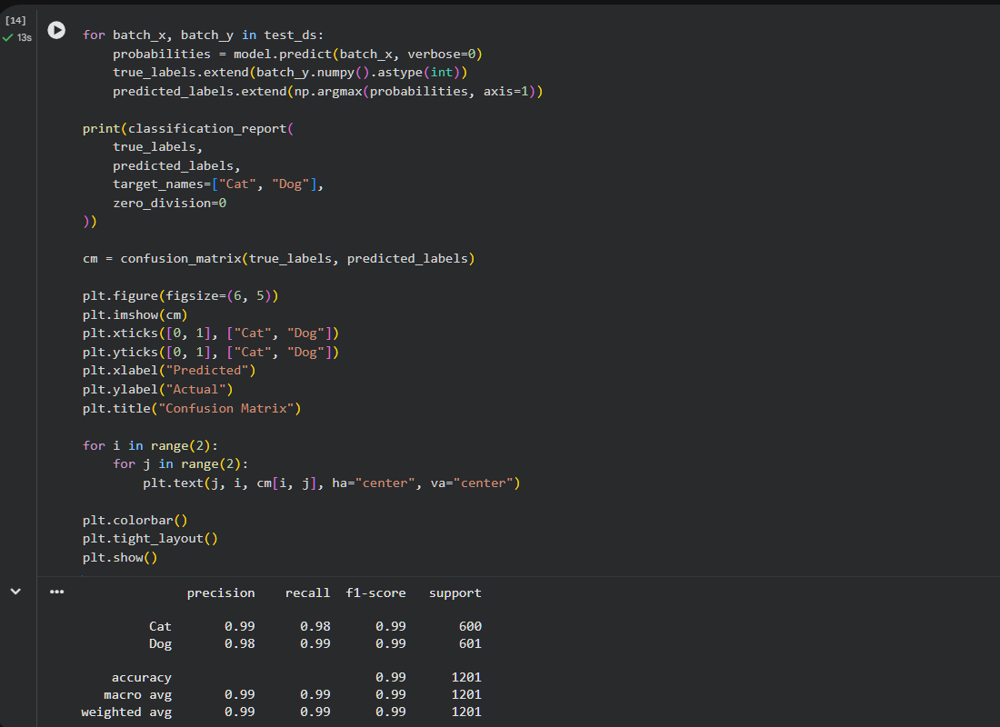 [14]
13s
for batch_x, batch_y in test_ds:
    probabilities = model.predict(batch_x, verbose=0)
    true_labels.extend(batch_y.numpy().astype(int))
    predicted_labels.extend(np.argmax(probabilities, axis=1))

print(classification_report(
    true_labels,
    predicted_labels,
    target_names=["Cat", "Dog"],
    zero_division=0
))

cm = confusion_matrix(true_labels, predicted_labels)

plt.figure(figsize=(6, 5))
plt.imshow(cm)
plt.xticks([0, 1], ["Cat", "Dog"])
plt.yticks([0, 1], ["Cat", "Dog"])
plt.xlabel("Predicted")
plt.ylabel("Actual")
plt.title("Confusion Matrix")

for i in range(2):
    for j in range(2):
        plt.text(j, i, cm[i, j], ha="center", va="center")

plt.colorbar()
plt.tight_layout()
plt.show()

              precision    recall  f1-score   support

         Cat       0.99      0.98      0.99       600
         Dog       0.98      0.99      0.99       601

    accuracy                           0.99      1201
   macro avg       0.99      0.99      0.99      1201
weighted avg       0.99      0.99      0.99      1201